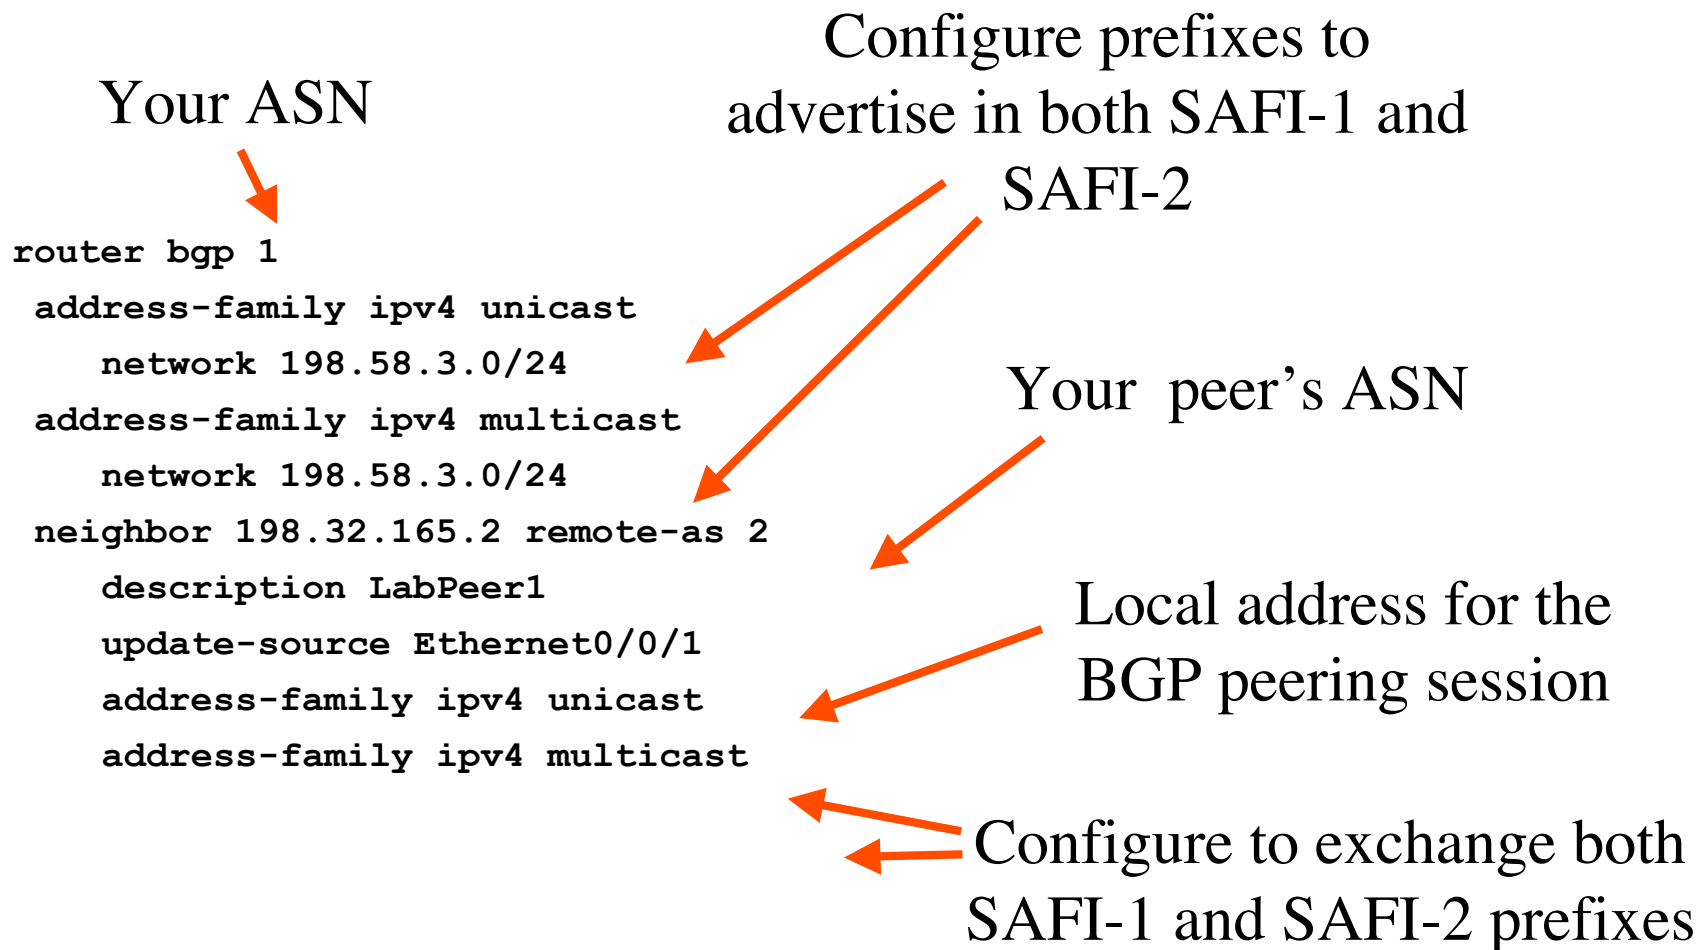 Your ASN
Configure prefixes to
advertise in both SAFI-1 and
SAFI-2
router bgp 1
address-family ipv4 unicast
network 198.58.3.0/24
address-family ipv4 multicast
network 198.58.3.0/24
neighbor 198.32.165.2 remote-as 2
description LabPeer1
update-source Ethernet0/0/1
address-family ipv4 unicast
address-family ipv4 multicast
Your peer’s ASN
Local address for the
BGP peering session
Configure to exchange both
SAFI-1 and SAFI-2 prefixes